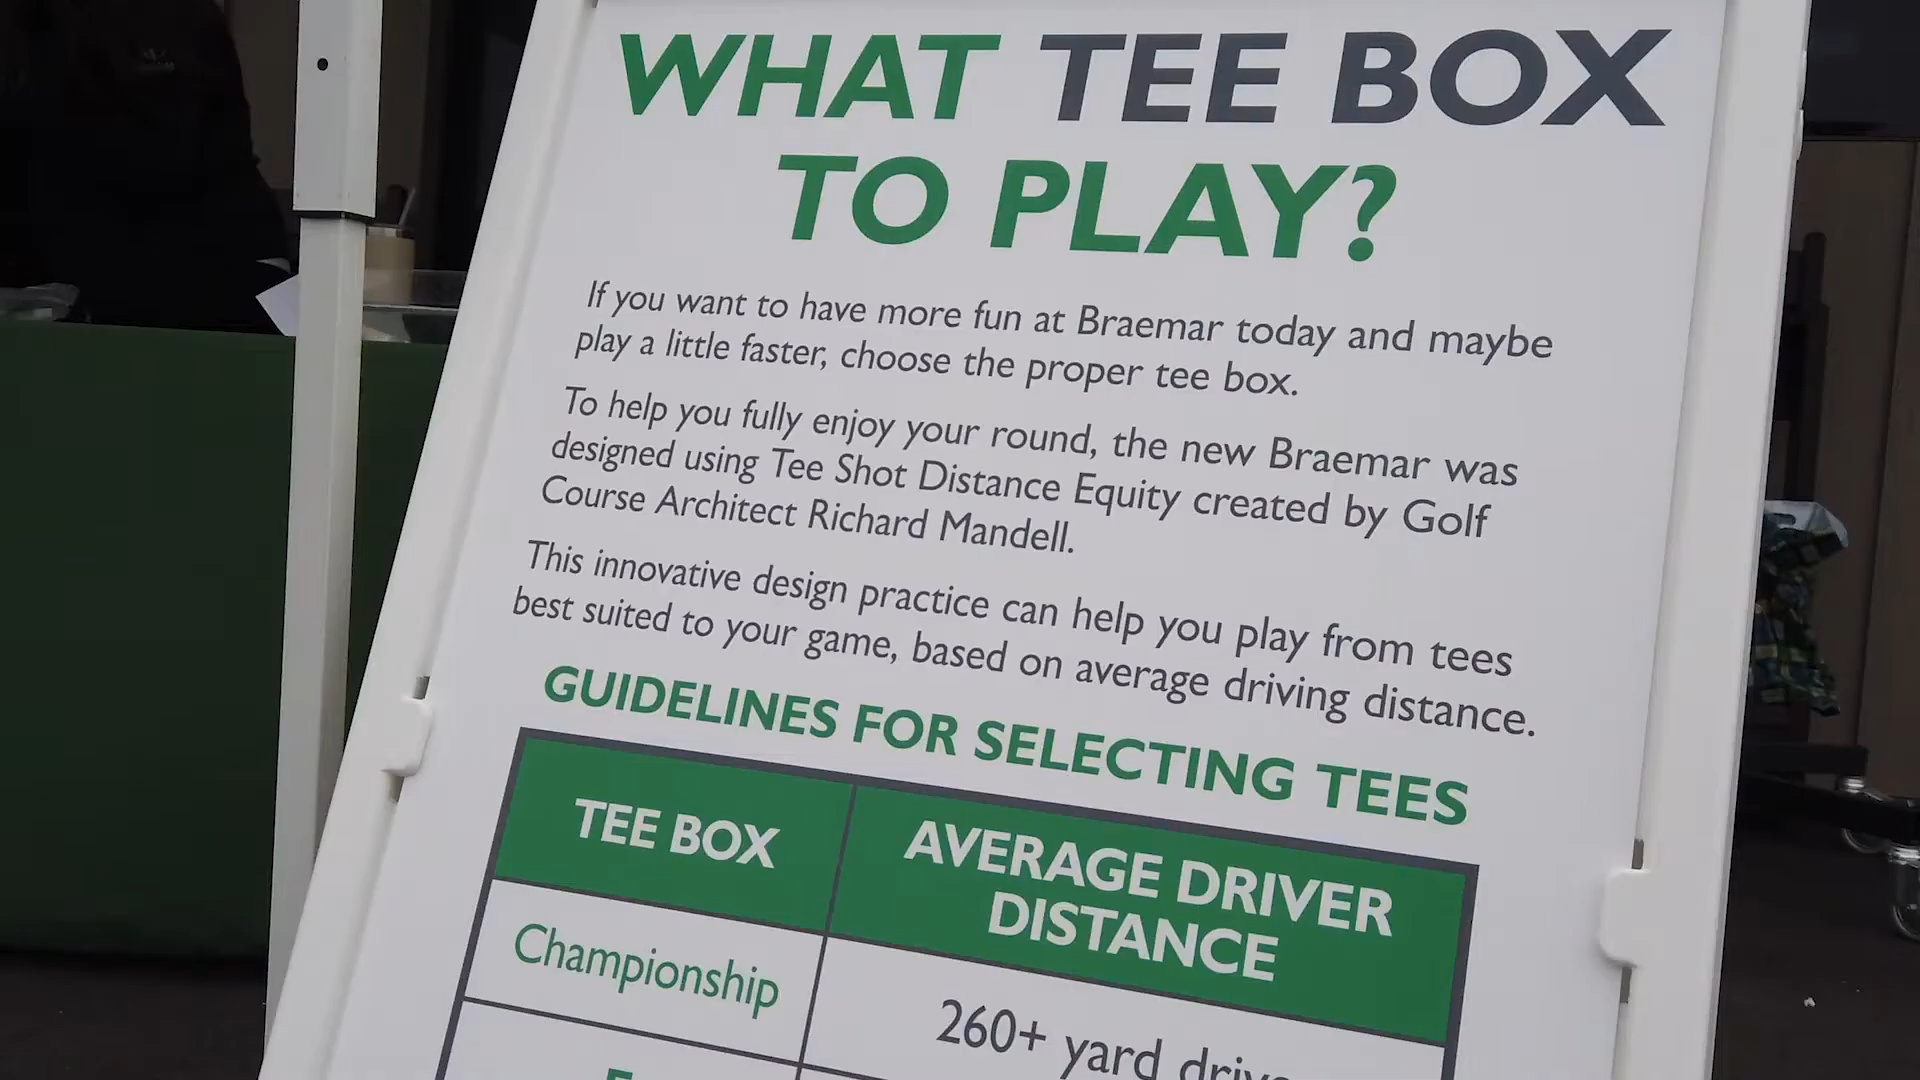 WHAT TEE BOX
TO PLAY?
If you want to have more fun at Braemar today and maybe
play a little faster, choose the proper tee box.
To help you fully enjoy your round, the new Braemar was
designed using Tee Shot Distance Equity created by Golf
Course Architect Richard Mandell.
This innovative design practice can help you play from tees
best suited to your game, based on average driving distance.
GUIDELINES FOR SELECTING TEES
TEE BOX
AVERAGE DRIVER
DISTANCE
Championship
260+ yard